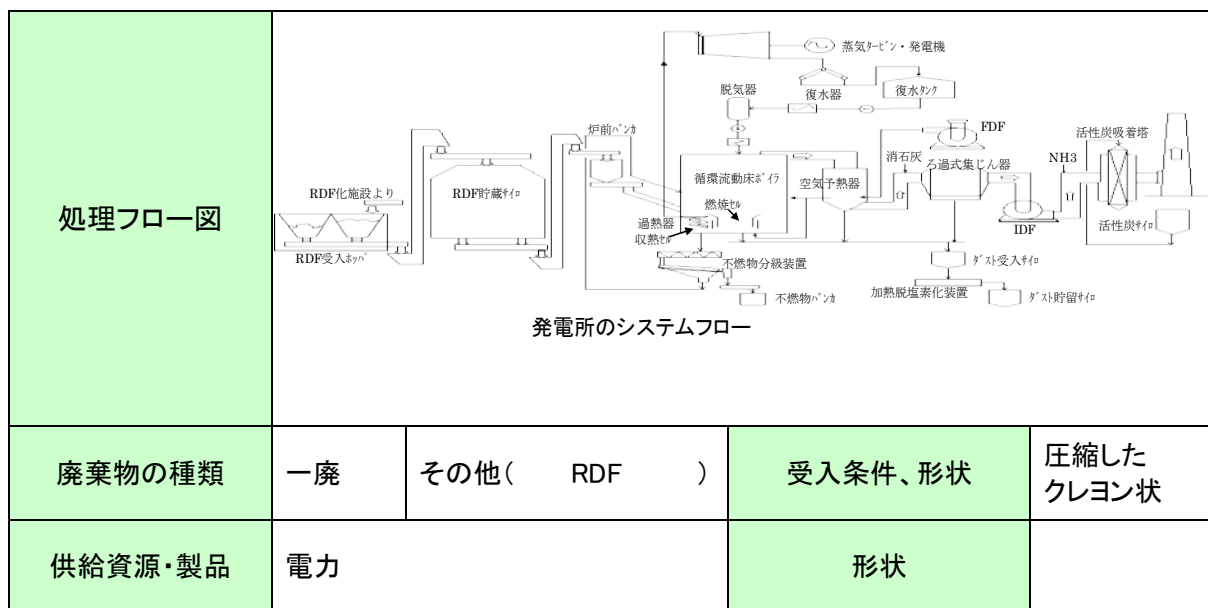 処理フロー図
蒸気ﾀｰﾋﾞﾝ・発電機
脱気器
復水器
復水ﾀﾝｸ
炉前ﾊﾞﾝｶ
FDF
活性炭吸着塔
消石灰
ろ過式集じん器
NH3
循環流動床ﾎﾞｲﾗ
空気予熱器
RDF化施設より
RDF貯蔵ｻｲﾛ
燃焼ｾﾙ
過熱器
収熱ｾﾙ
IDF
活性炭ｻｲﾛ
RDF受入ﾎｯﾊﾟ
不燃物分級装置
ﾀﾞｽﾄ受入ｻｲﾛ
加熱脱塩素化装置
不燃物ﾊﾞﾝｶ
ﾀﾞｽﾄ貯留ｻｲﾛ
発電所のシステムフロー
廃棄物の種類
一廃
その他( RDF )
受入条件、形状
圧縮した
クレヨン状
供給資源・製品
電力
形状